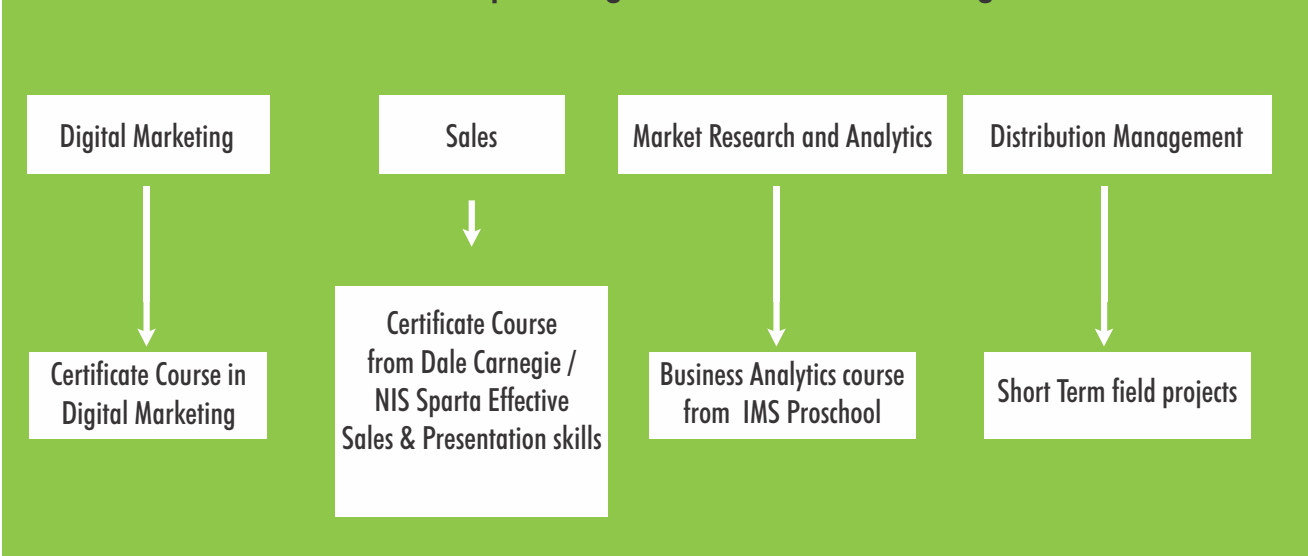 Digital Marketing
Sales
Market Research and Analytics
Distribution Management
Certificate Course in
Digital Marketing
Certificate Course
from Dale Carnegie /
NIS Sparta Effective
Sales & Presentation skills
Business Analytics course
from IMS Proschool
Short Term field projects